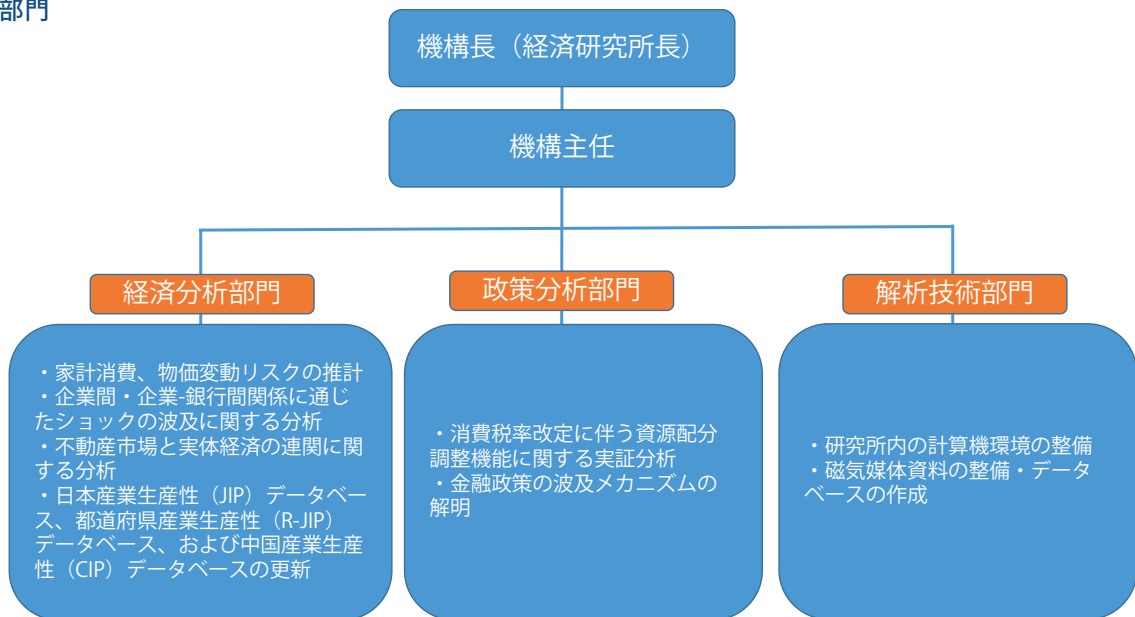 部門
機構長（経済研究所長）
機構主任
経済分析部門
政策分析部門
解析技術部門
・家計消費、物価変動リスクの推計
・企業間・企業-銀行間関係に通じ
たショックの波及に関する分析
・不動産市場と実体経済の連関に関
する分析
・日本産業生産性（JIP）データベー
ス、都道府県産業生産性（R-JIP）
データベース、および中国産業生産
性（CIP）データベースの更新
・消費税率改定に伴う資源配分
調整機能に関する実証分析
・金融政策の波及メカニズムの
解明
・研究所内の計算機環境の整備
・磁気媒体資料の整備・データ
ベースの作成